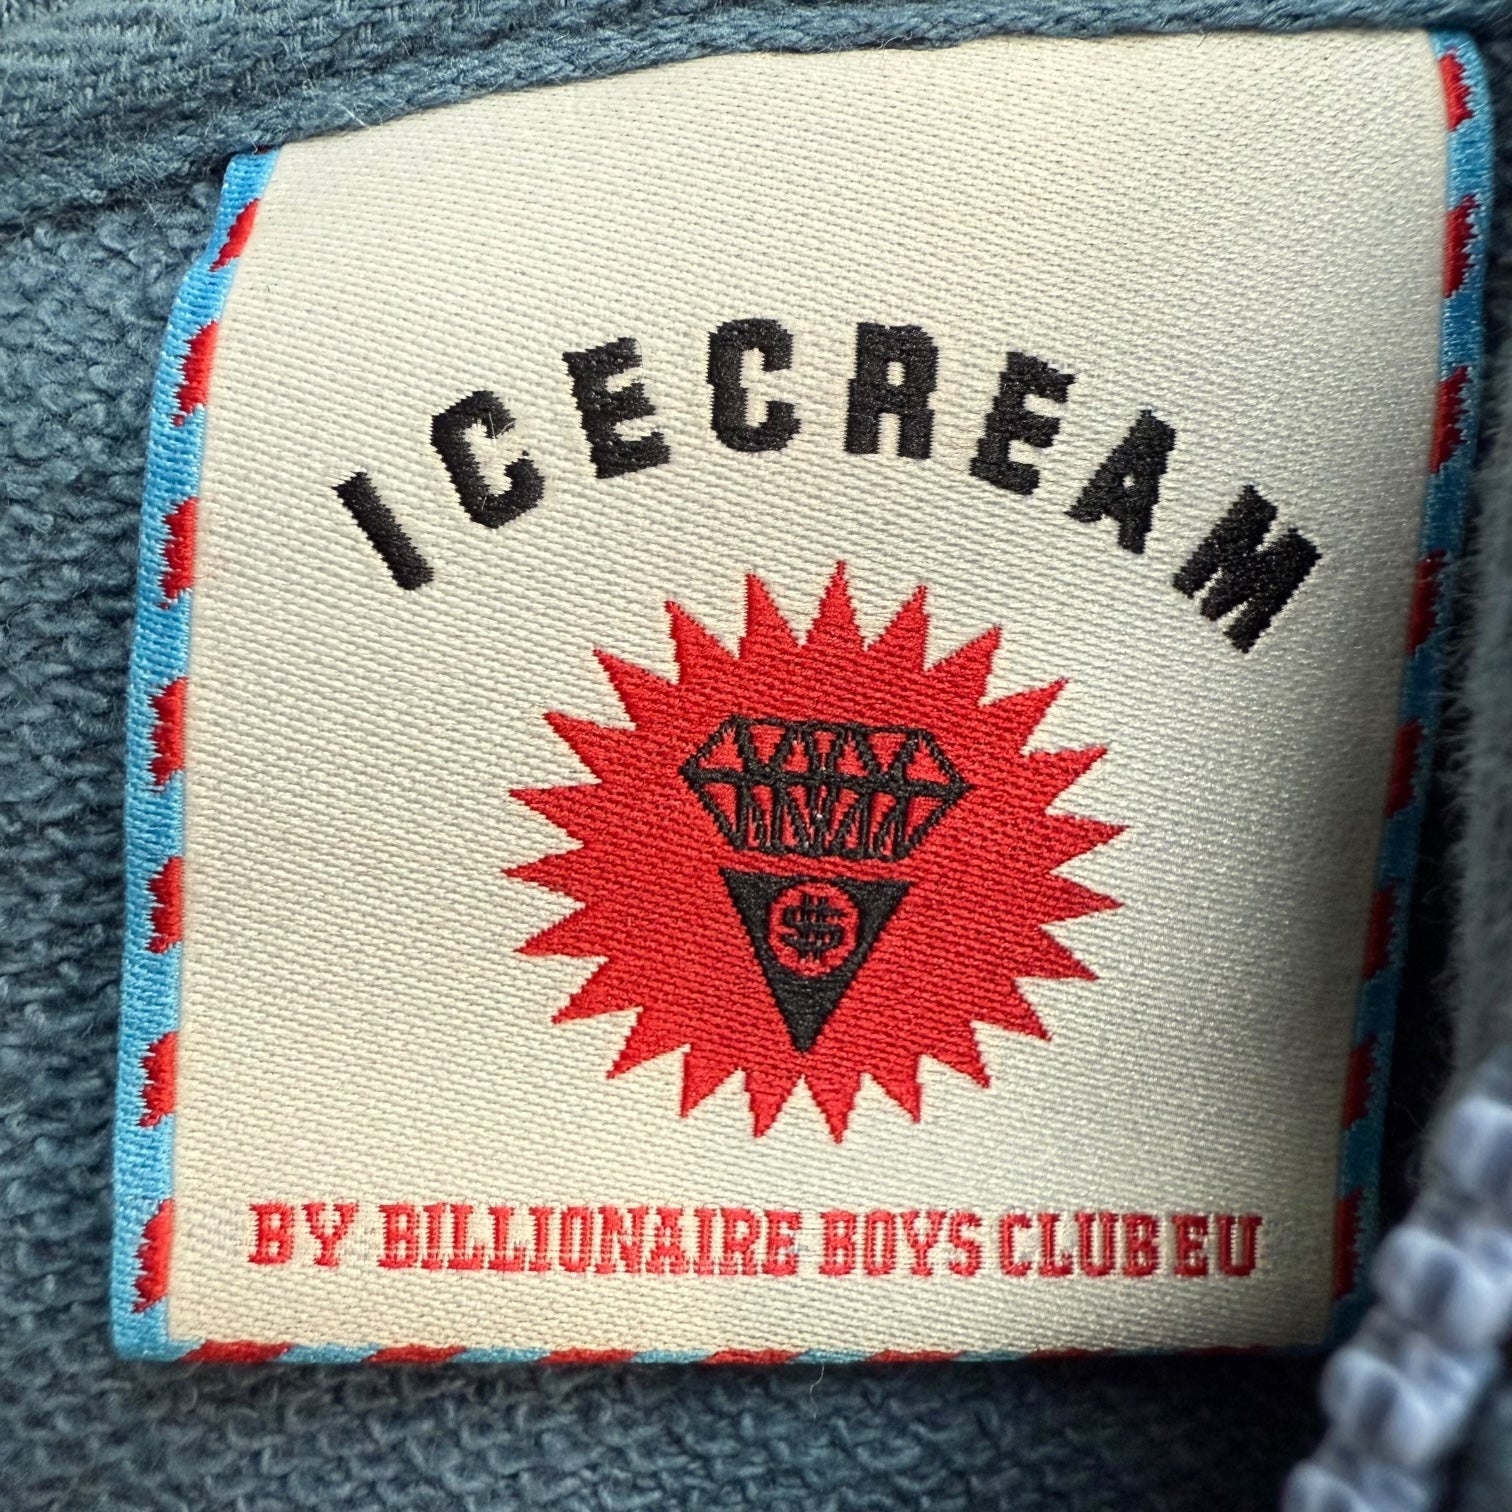 ICECREAM
$
BY BILLIONAIRE BOYS CLUB EU